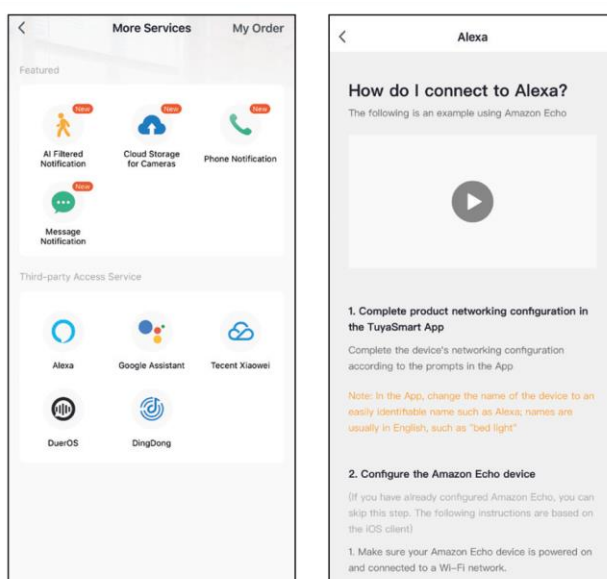 More Services
My Order
Featured
New
New
New
AI Filtered
Notification
Cloud Storage
for Cameras
Phone Notification
New
Message
Notification
Third-party Access Service
Alexa
Google Assistant
Tecent Xiaowei
DuerOS
DingDong
Alexa
How do I connect to Alexa?
The following is an example using Amazon Echo
1. Complete product networking configuration in
the TuyaSmart App
Complete the device's networking configuration
according to the prompts in the App
Note: In the App, change the name of the device to an
easily identifiable name such as Alexa; names are
usually in English, such as "bed light"
2. Configure the Amazon Echo device
(If you have already configured Amazon Echo, you can
skip this step. The following instructions are based on
the iOS client)
1. Make sure your Amazon Echo device is powered on
and connected to a Wi-Fi network.